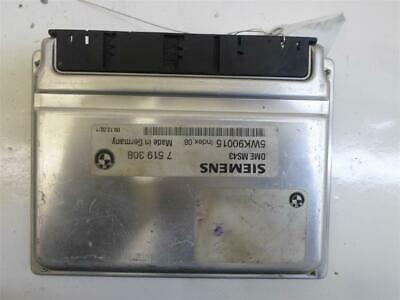 SIEMENS
DME MS43
5WK90015 Index 08
Made in Germany
7 519 308